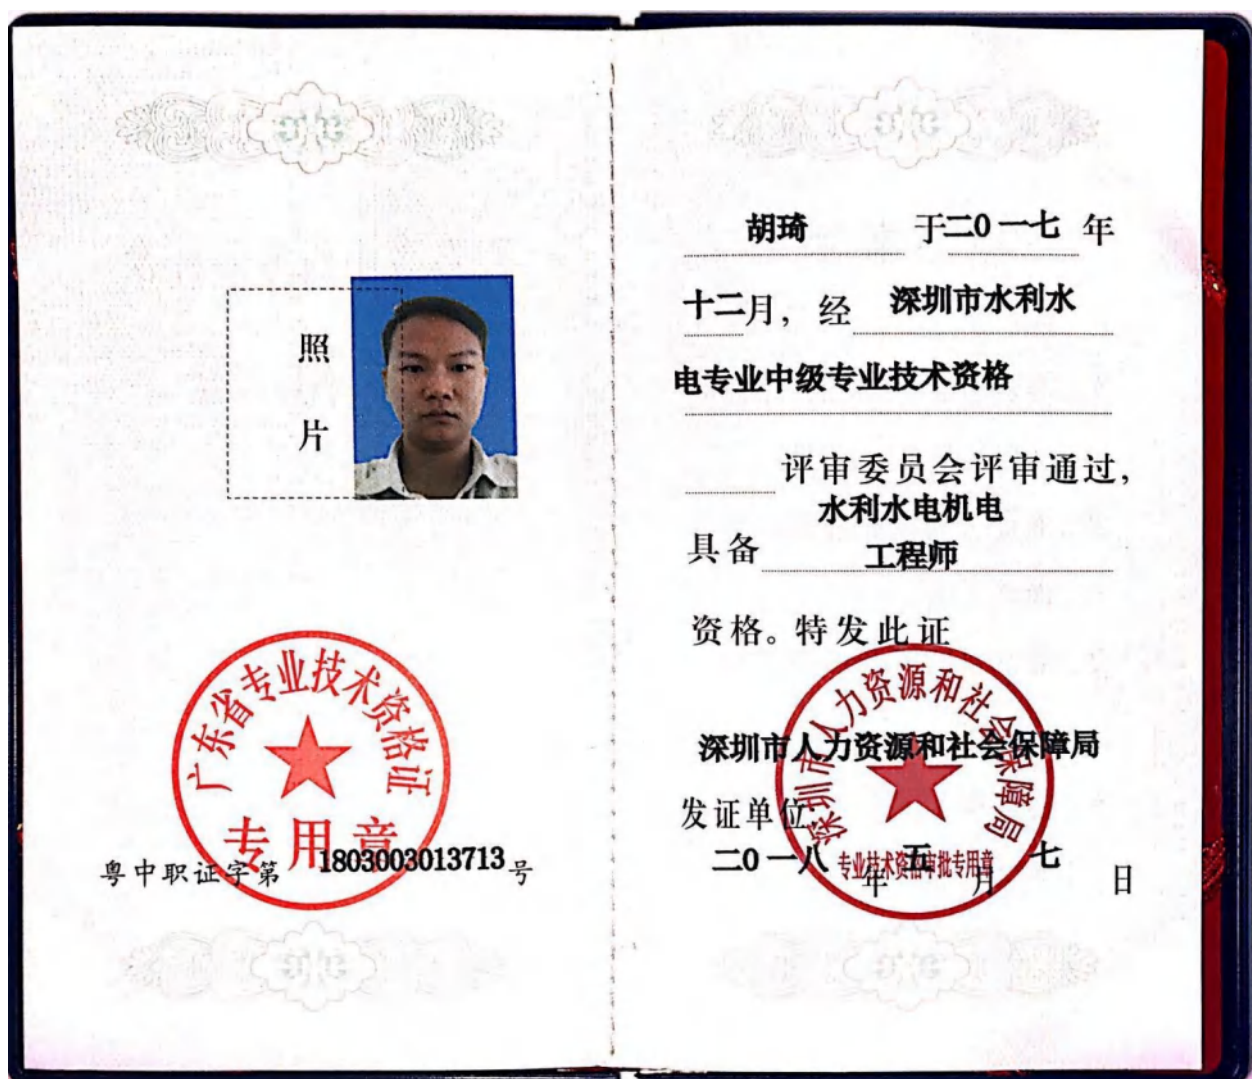 照
片
广东省专业技术资格证
专用章
粤中职证字第 1803003013713 号
胡琦 于二0一七 年
十二月，经 深圳市水利水
电专业中级专业技术资格
评审委员会评审通过，
水利水电机电
具备 工程师
资格。特发此证
深圳市人力资源和社会保障局
深圳市人力资源和社会保障局
发证单位:
专业技术资格审批专用章
二0一八 年 五 月 七 日